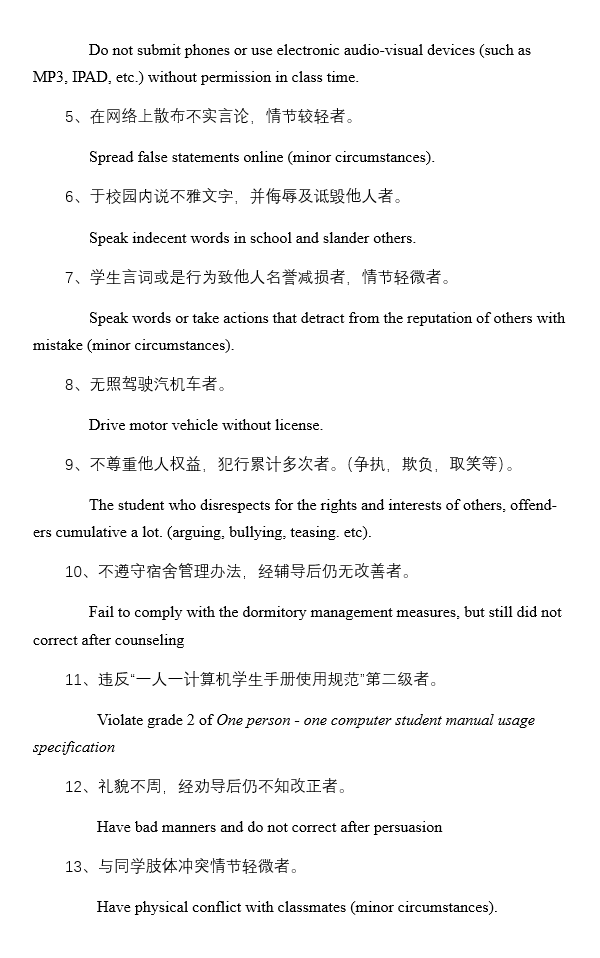 Do not submit phones or use electronic audio-visual devices (such as
MP3, IPAD, etc.) without permission in class time.
5、在网络上散布不实言论，情节较轻者。
Spread false statements online (minor circumstances).
6、于校园内说不雅文字，并侮辱及诋毁他人者。
Speak indecent words in school and slander others.
7、学生言词或是行为致他人名誉减损者，情节轻微者。
Speak words or take actions that detract from the reputation of others with
mistake (minor circumstances).
8、无照驾驶汽机车者。
Drive motor vehicle without license.
9、不尊重他人权益，犯行累计多次者。（争执，欺负，取笑等）。
The student who disrespects for the rights and interests of others, offend-
ers cumulative a lot. (arguing, bullying, teasing. etc).
10、不遵守宿舍管理办法，经辅导后仍无改善者。
Fail to comply with the dormitory management measures, but still did not
correct after counseling
11、违反“一人一计算机学生手册使用规范”第二级者。
Violate grade 2 of One person - one computer student manual usage
specification
12、礼貌不周，经劝导后仍不知改正者。
Have bad manners and do not correct after persuasion
13、与同学肢体冲突情节轻微者。
Have physical conflict with classmates (minor circumstances).